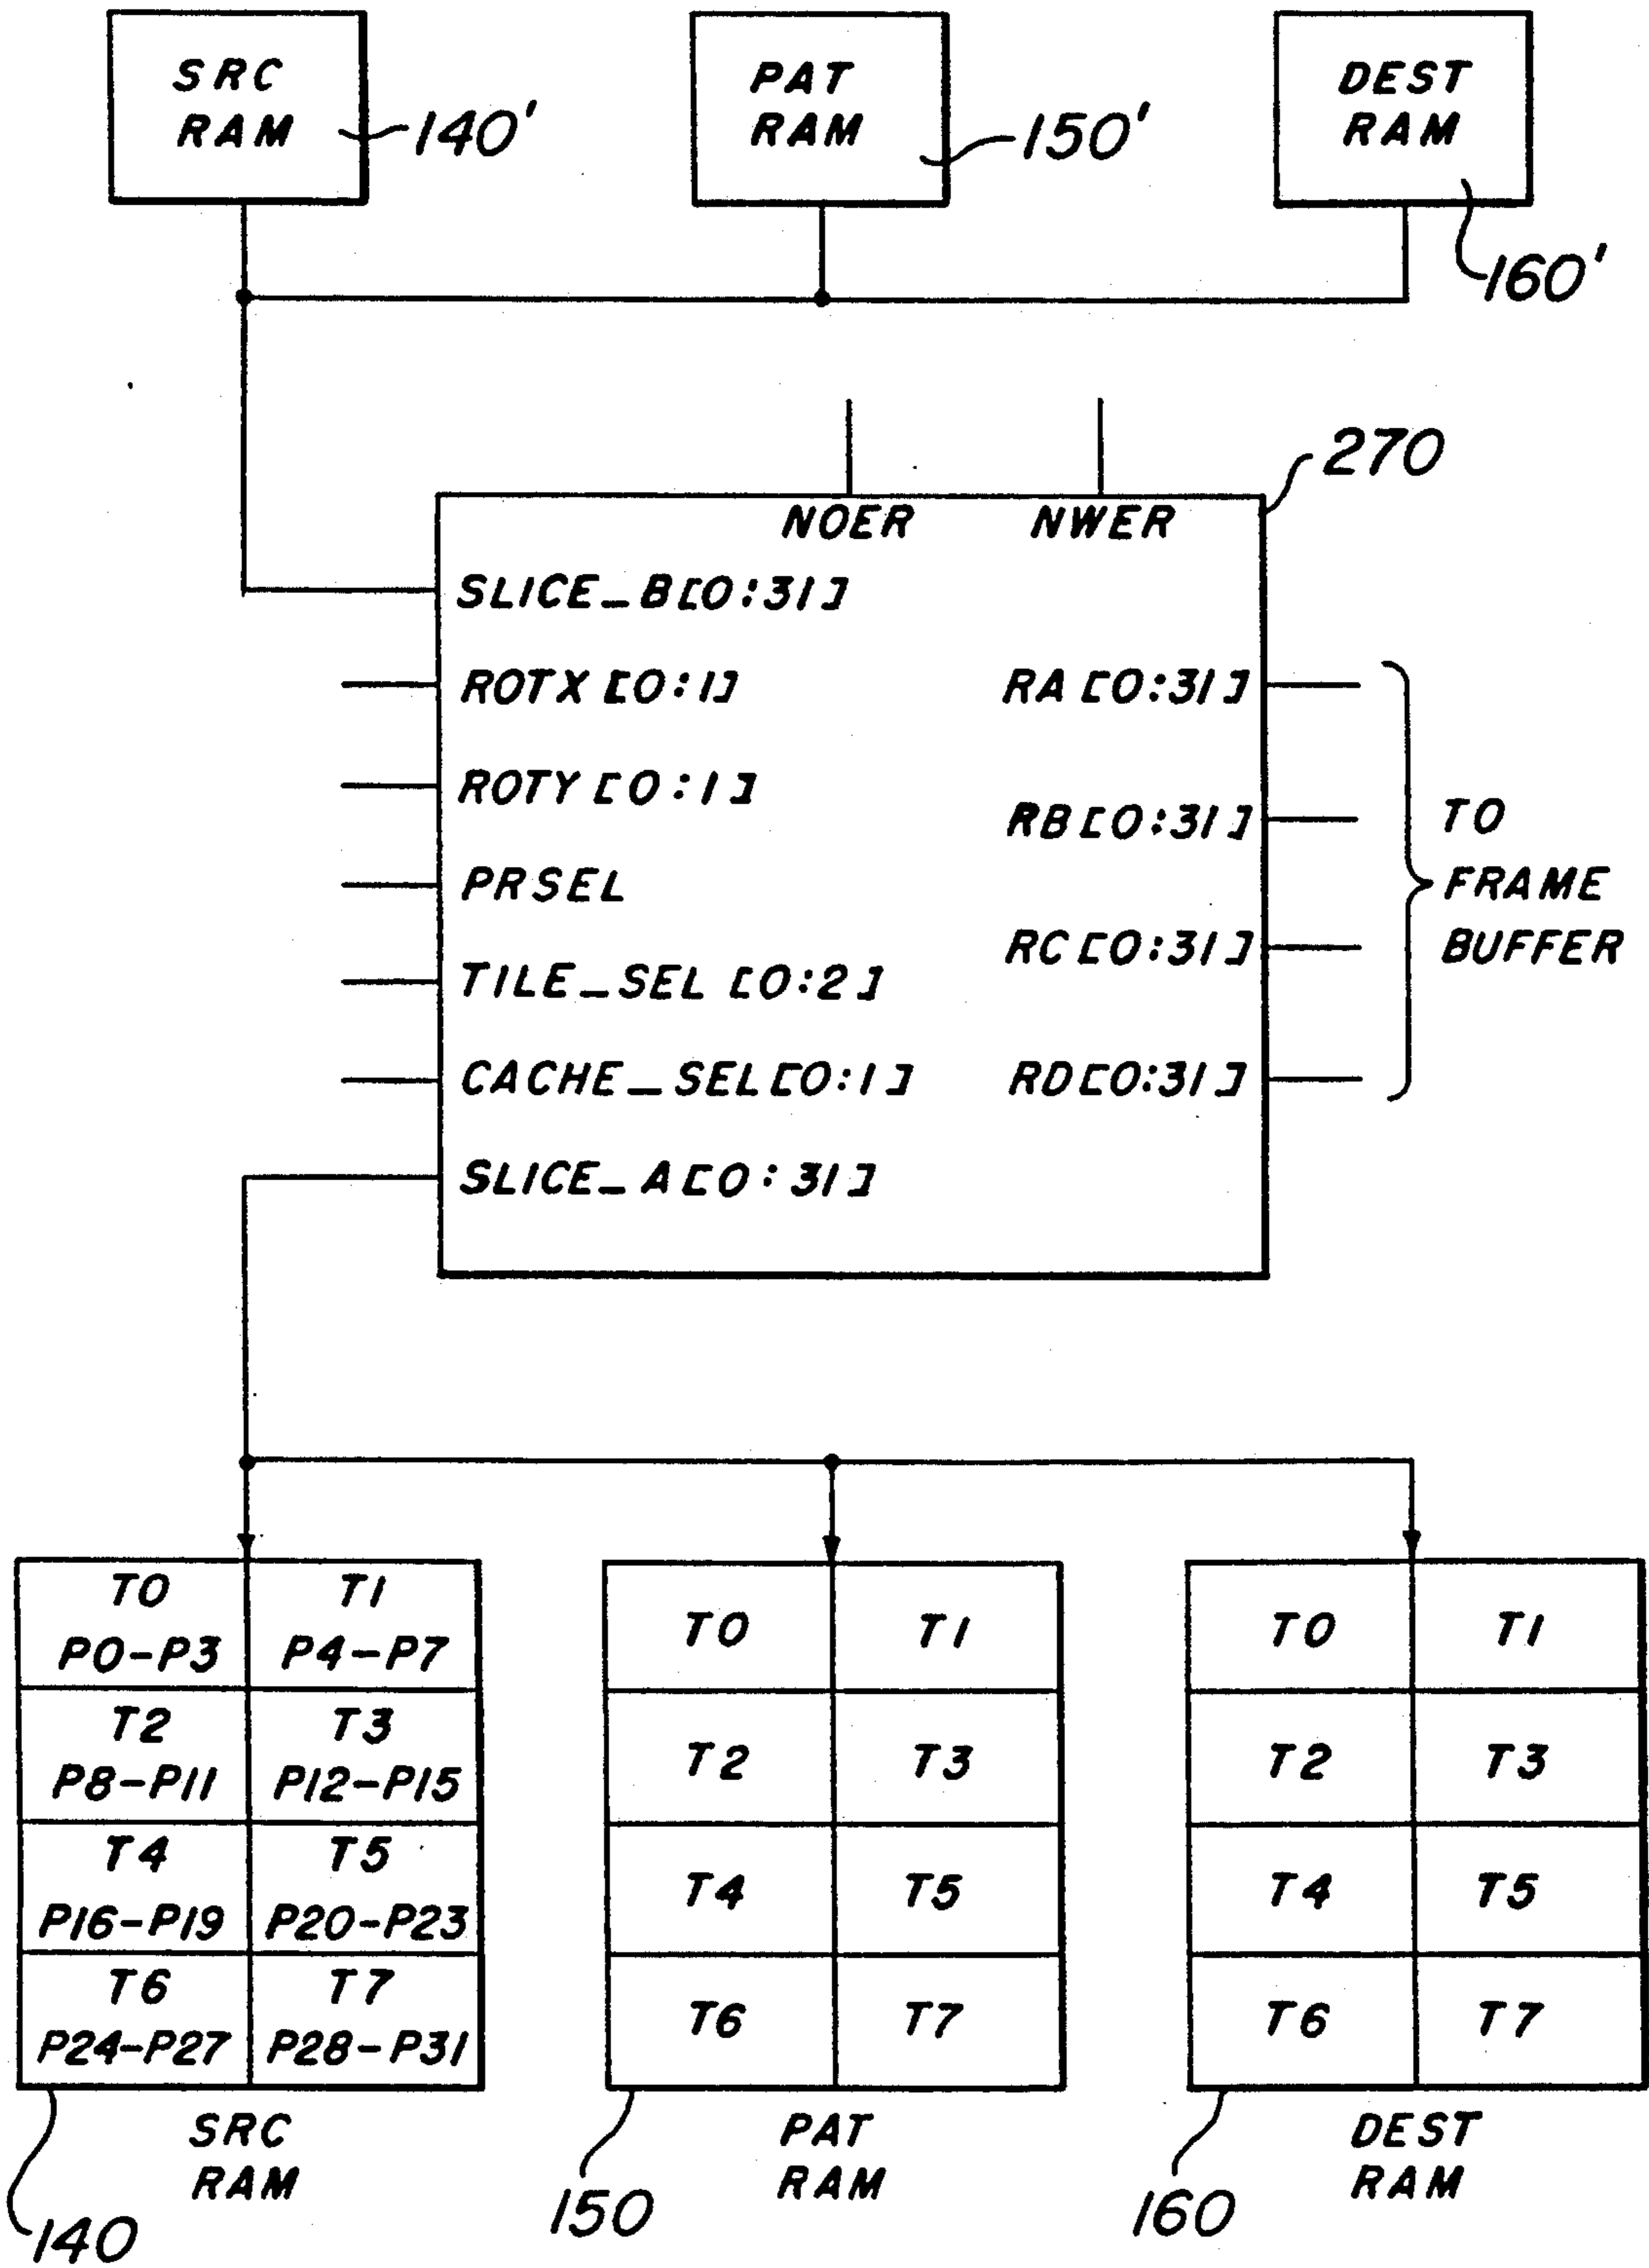 SRC
RAM
140'
PAT
RAM
150'
DEST
RAM
160'
270
NOER
NWER
SLICE_B[0:31]
ROTX [0:1]
ROTY [0:1]
PRSEL
TILE_SEL [0:2]
CACHE_SEL[0:1]
SLICE_A[0:31]
RA [0:31]
RB [0:31]
RC [0:31]
RD[0:31]
TO
FRAME
BUFFER
T0
P0-P3
T1
P4-P7
T2
P8-P11
T3
P12-P15
T4
P16-P19
T5
P20-P23
T6
P24-P27
T7
P28-P31
SRC
RAM
140
T0
T1
T2
T3
T4
T5
T6
T7
PAT
RAM
150
T0
T1
T2
T3
T4
T5
T6
T7
DEST
RAM
160